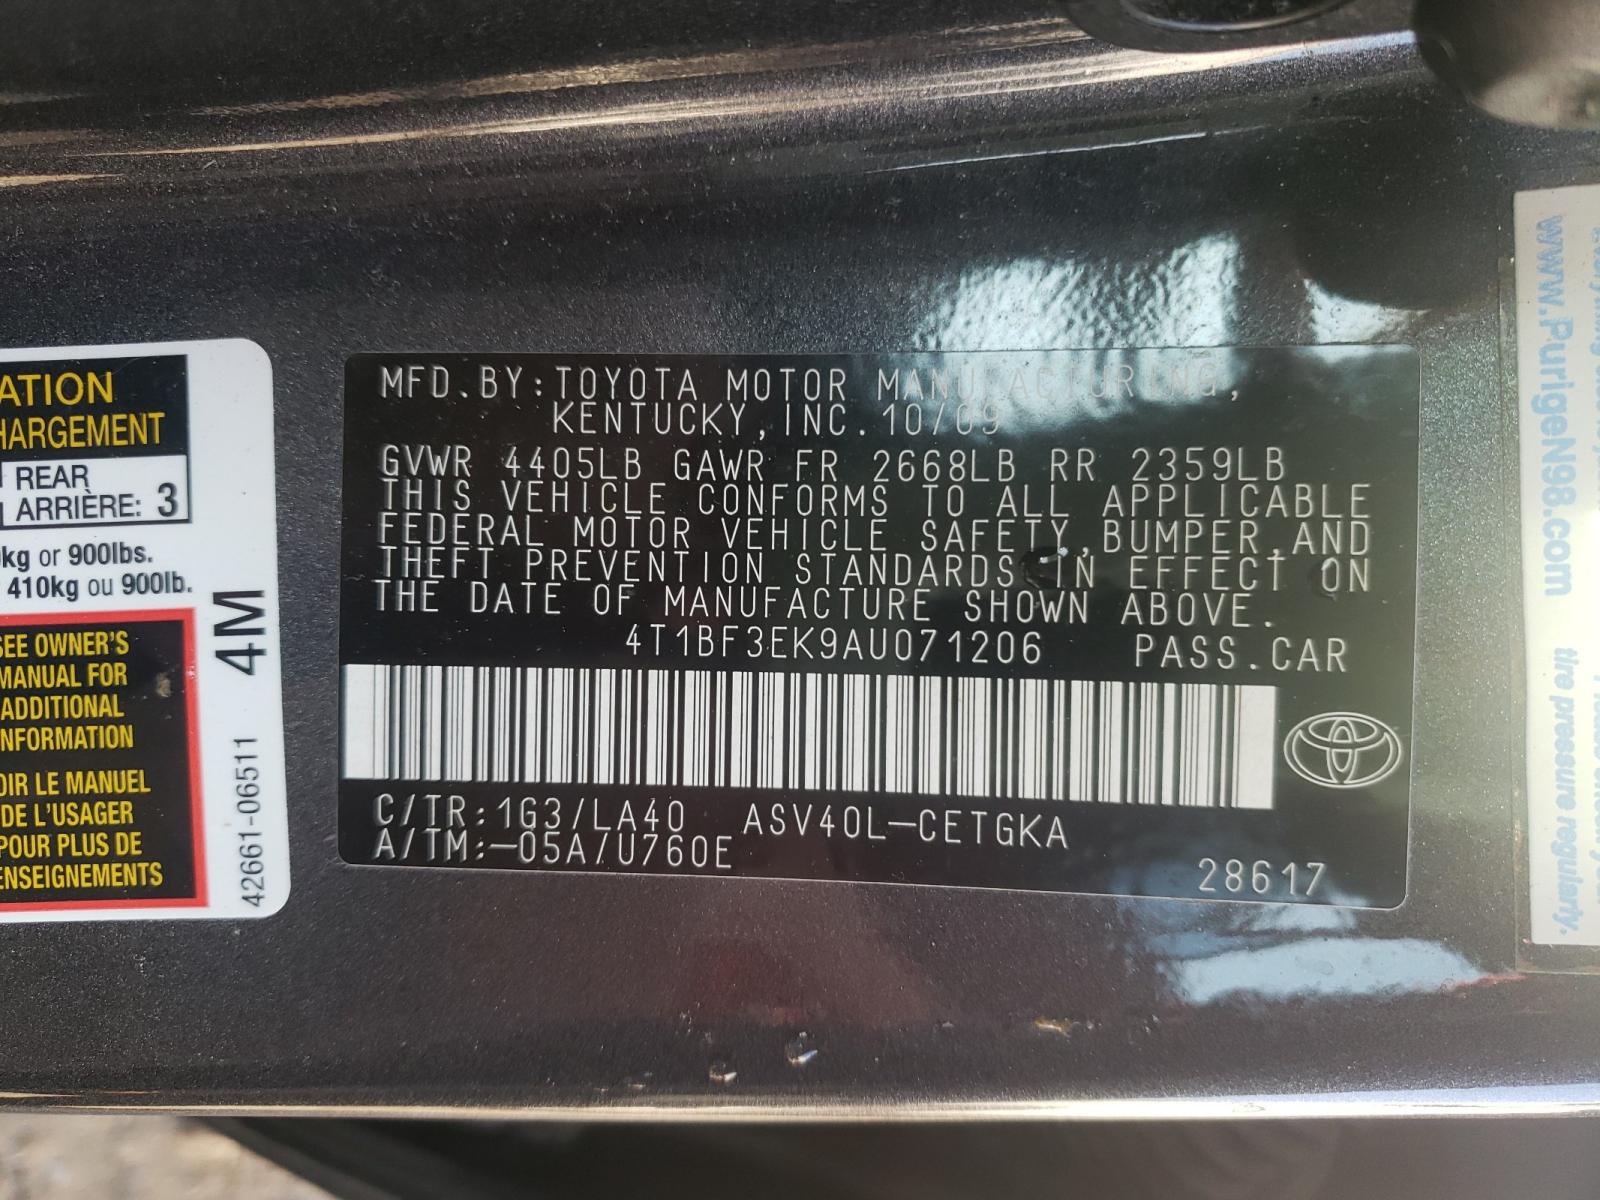 ATION
HARGEMENT
REAR
ARRIÈRE: 3
kg or 900lbs.
410kg ou 900lb.
SEE OWNER'S
MANUAL FOR
ADDITIONAL
NFORMATION
OIR LE MANUEL
DE L'USAGER
POUR PLUS DE
ENSEIGNEMENTS
4M
42661-06511
MFD.BY:TOYOTA MOTOR MANUFACTURING,
KENTUCKY,INC.10/09
GVWR 4405LB GAWR FR 2668LB RR 2359LB
THIS VEHICLE CONFORMS TO ALL APPLICABLE
FEDERAL MOTOR VEHICLE SAFETY,BUMPER,AND
THEFT PREVENTION STANDARDS IN EFFECT ON
THE DATE OF MANUFACTURE SHOWN ABOVE.
4T1BF3EK9AU071206 PASS.CAR
C/TR:1G3/LA40 ASV40L-CETGKA
A/TM:-05A/U760E
28617
www.PurigeN98.com
tire pressure regularly.